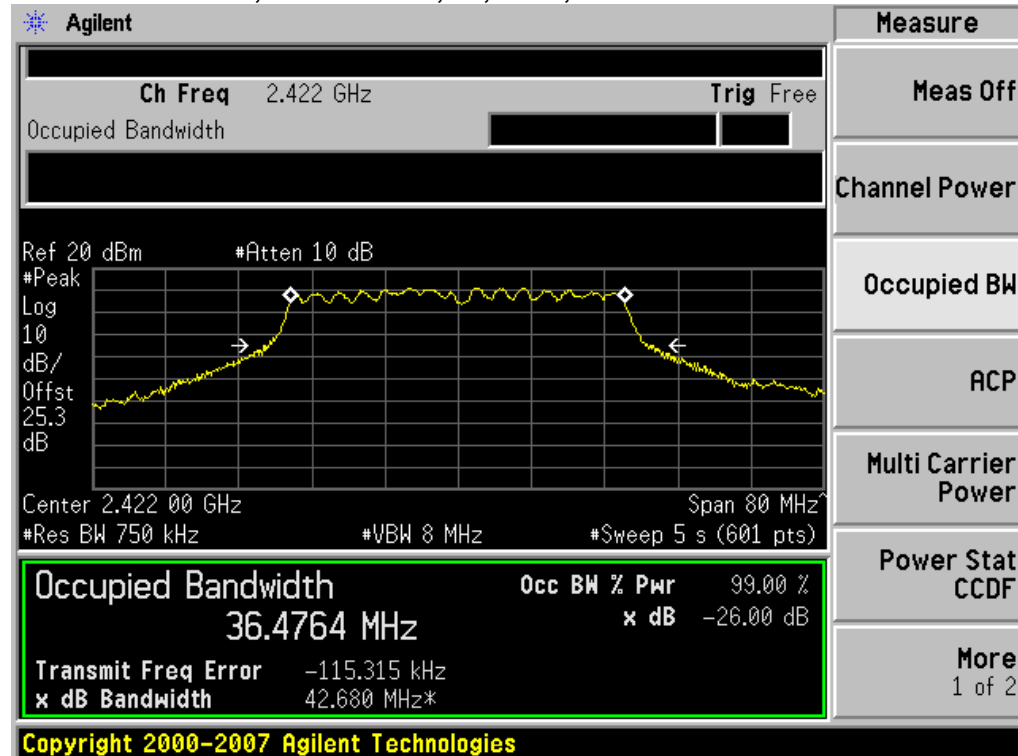 Agilent
Measure
Ch Freq 2.422 GHz Trig Free
Occupied Bandwidth
Meas Off
Channel Power
Occupied BW
ACP
Multi Carrier
Power
Power Stat
CCDF
More
1 of 2
Ref 20 dBm #Atten 10 dB
#Peak
Log
10
dB/
Offst
25.3
dB
Center 2.422 00 GHz Span 80 MHz^
#Res BW 750 kHz #VBW 8 MHz #Sweep 5 s (601 pts)
Occupied Bandwidth Occ BW % Pwr 99.00 %
36.4764 MHz x dB -26.00 dB
Transmit Freq Error -115.315 kHz
x dB Bandwidth 42.680 MHz*
Copyright 2000-2007 Agilent Technologies